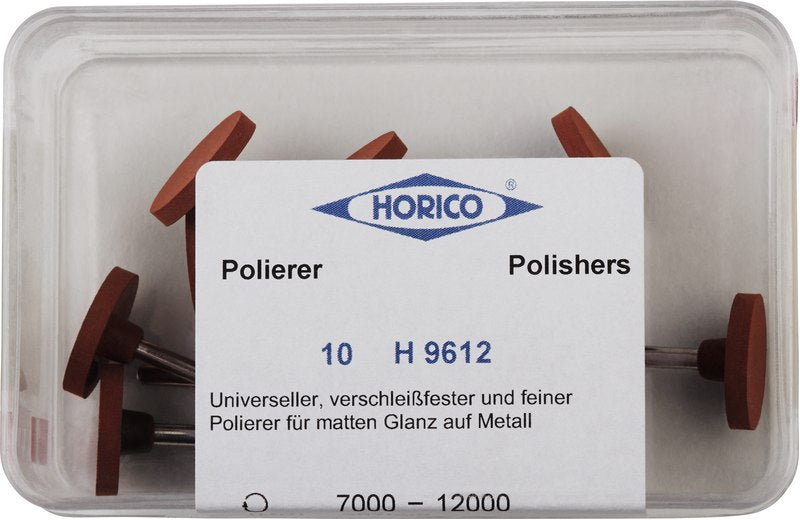 HORICO ®
Polierer Polishers
10 H 9612
Universeller, verschleißfester und feiner
Polierer für matten Glanz auf Metall
7000 – 12000